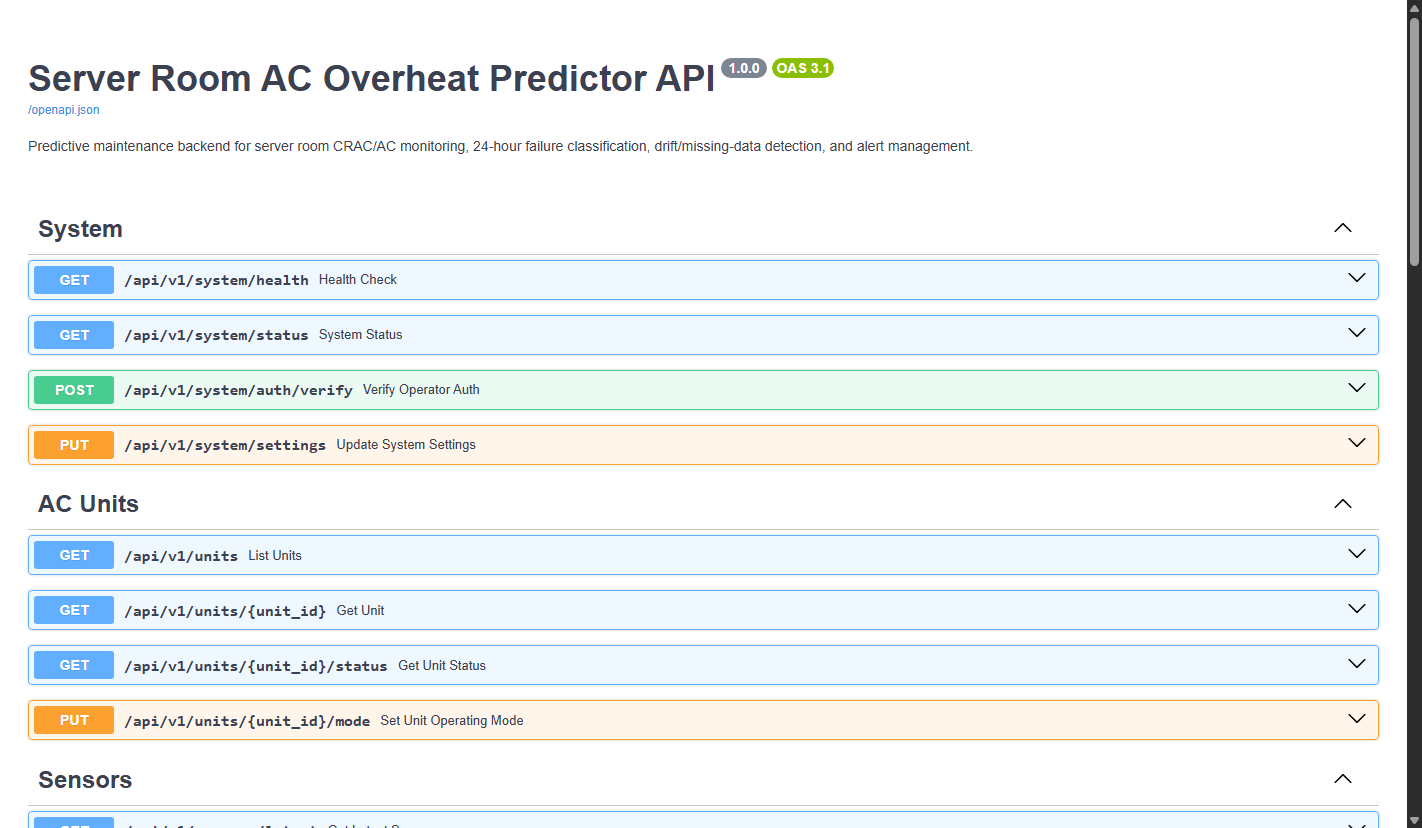 Server Room AC Overheat Predictor API 1.0.0 OAS 3.1
/openapi.json
Predictive maintenance backend for server room CRAC/AC monitoring, 24-hour failure classification, drift/missing-data detection, and alert management.
System
GET /api/v1/system/health Health Check
GET /api/v1/system/status System Status
POST /api/v1/system/auth/verify Verify Operator Auth
PUT /api/v1/system/settings Update System Settings
AC Units
GET /api/v1/units List Units
GET /api/v1/units/{unit_id} Get Unit
GET /api/v1/units/{unit_id}/status Get Unit Status
PUT /api/v1/units/{unit_id}/mode Set Unit Operating Mode
Sensors
GET